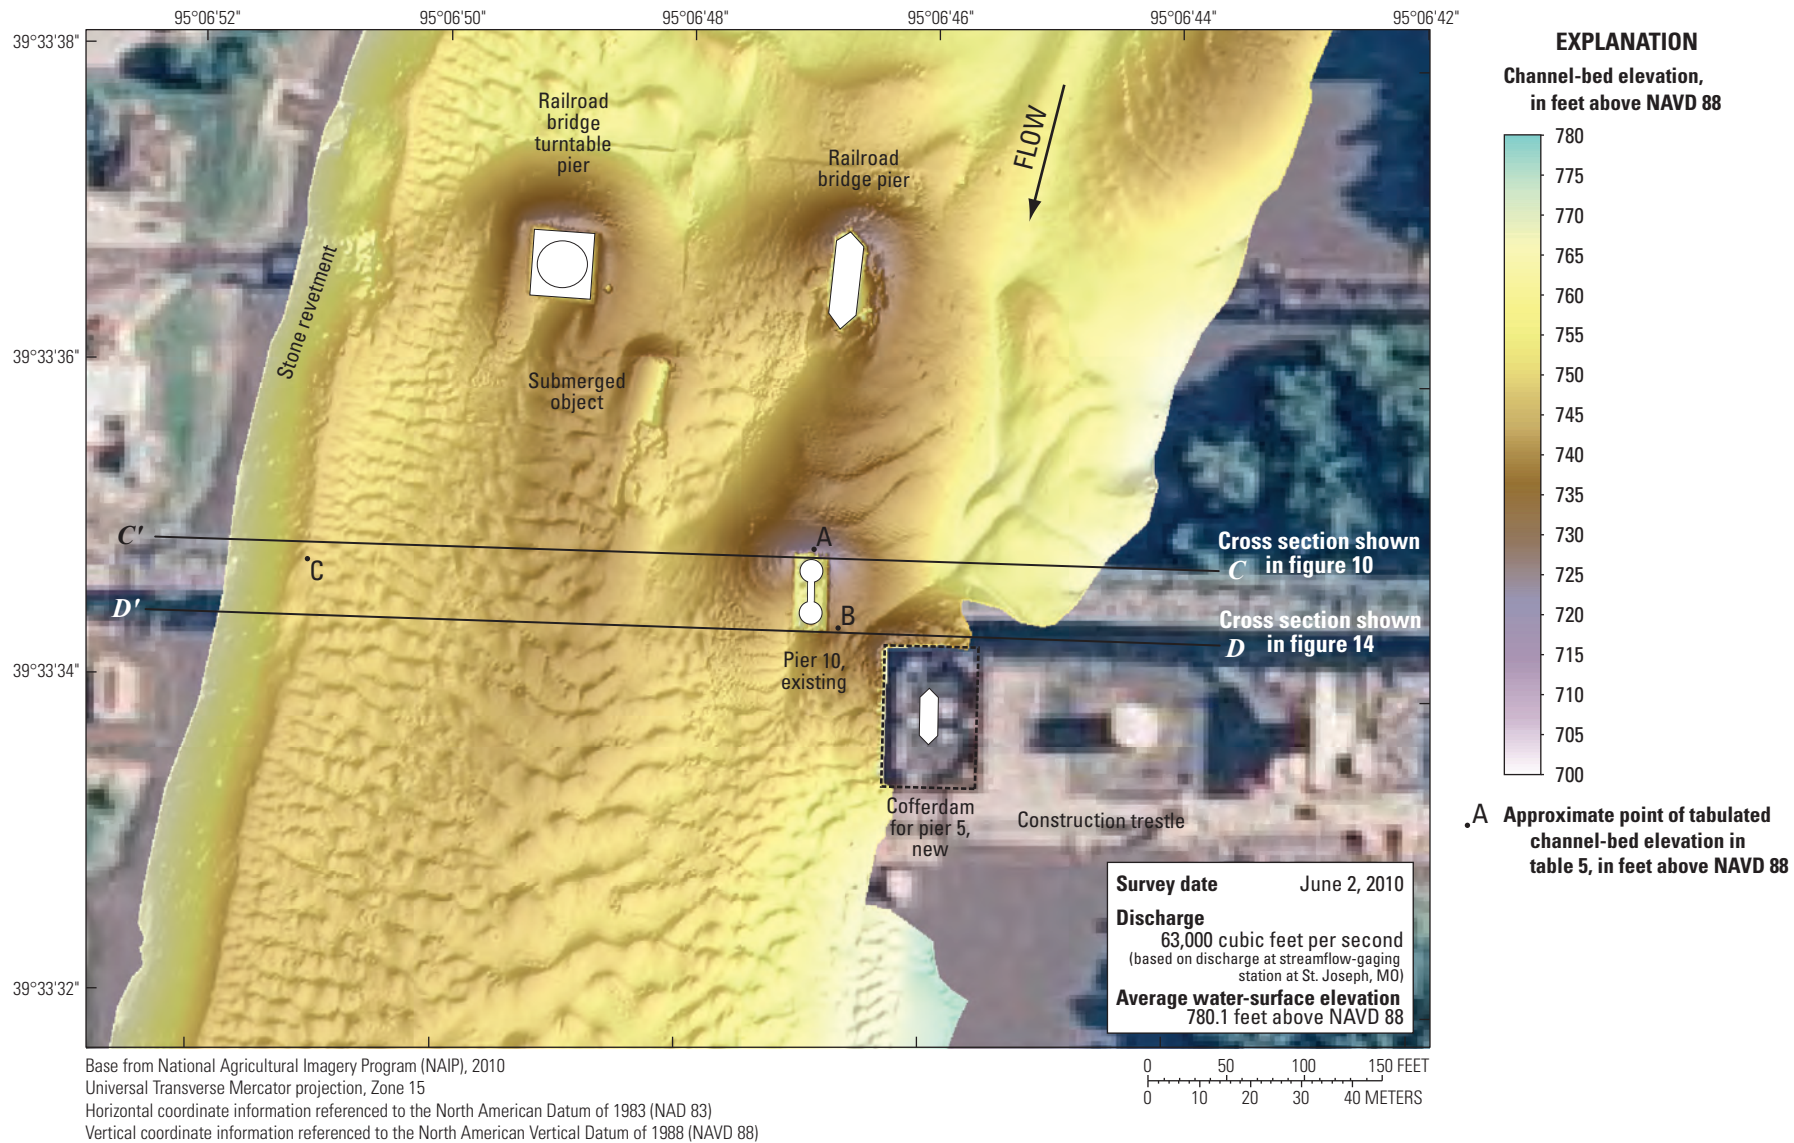 95°06'52" 95°06'50" 95°06'48" 95°06'46" 95°06'44" 95°06'42"
39°33'38"
39°33'36"
39°33'34"
39°33'32"
Railroad
bridge
turntable
pier
Railroad
bridge pier
FLOW
Stone revetment
Submerged
object
C'
C
A
Cross section shown
in figure 10
C
D'
B
Cross section shown
in figure 14
D
Pier 10,
existing
Cofferdam
for pier 5,
new
Construction trestle
Survey date June 2, 2010
Discharge
63,000 cubic feet per second
(based on discharge at streamflow-gaging
station at St. Joseph, MO)
Average water-surface elevation
780.1 feet above NAVD 88
EXPLANATION
Channel-bed elevation,
in feet above NAVD 88
780
775
770
765
760
755
750
745
740
735
730
725
720
715
710
705
700
A Approximate point of tabulated
channel-bed elevation in
table 5, in feet above NAVD 88
Base from National Agricultural Imagery Program (NAIP), 2010
Universal Transverse Mercator projection, Zone 15
Horizontal coordinate information referenced to the North American Datum of 1983 (NAD 83)
Vertical coordinate information referenced to the North American Vertical Datum of 1988 (NAVD 88)
0 50 100 150 FEET
0 10 20 30 40 METERS